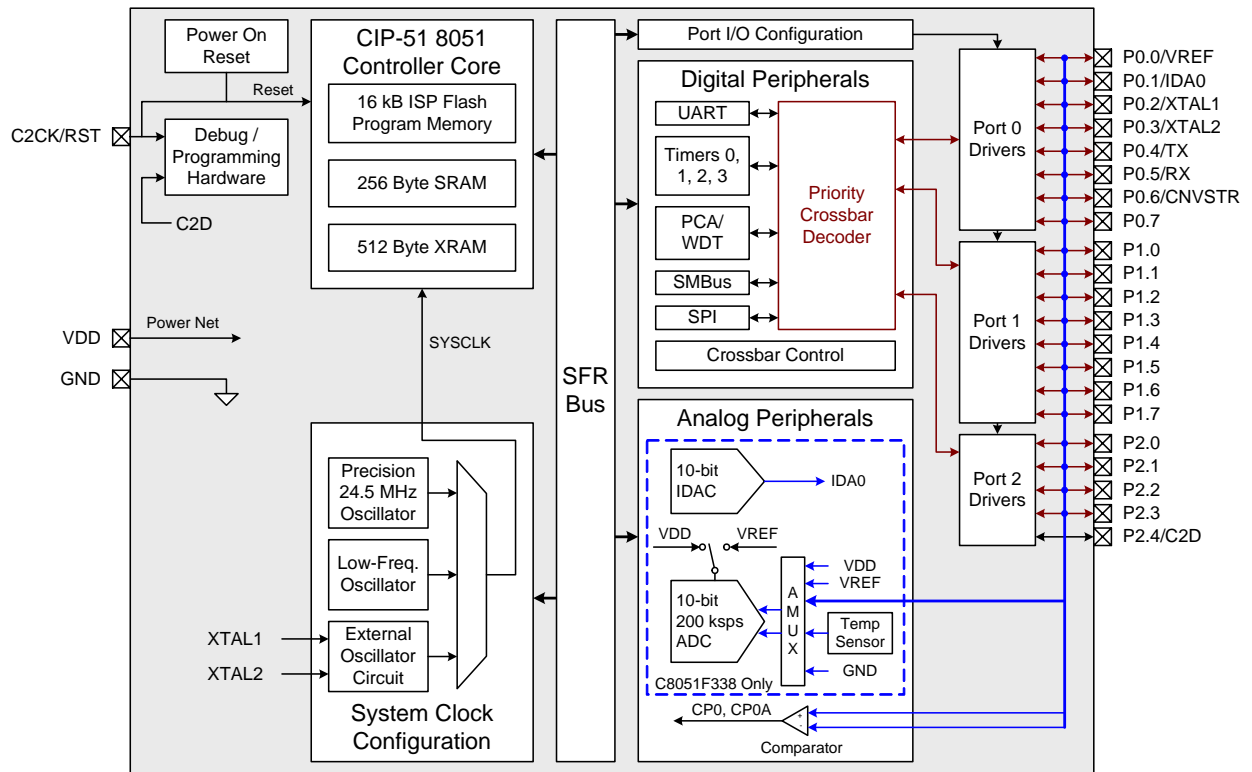 Power On
Reset
Reset
C2CK/RST
Debug /
Programming
Hardware
C2D
VDD
Power Net
GND
CIP-51 8051
Controller Core
16 kB ISP Flash
Program Memory
256 Byte SRAM
512 Byte XRAM
SYSCLK
Precision
24.5 MHz
Oscillator
Low-Freq.
Oscillator
XTAL1
XTAL2
External
Oscillator
Circuit
System Clock
Configuration
SFR
Bus
Port I/O Configuration
Digital Peripherals
UART
Timers 0,
1, 2, 3
PCA/
WDT
SMBus
SPI
Priority
Crossbar
Decoder
Crossbar Control
Analog Peripherals
10-bit
IDAC
IDA0
VDD
VREF
10-bit
200 ksps
ADC
A
M
U
X
VDD
VREF
Temp
Sensor
GND
C8051F338 Only
CP0, CP0A
+
-
Comparator
Port 0
Drivers
Port 1
Drivers
Port 2
Drivers
P0.0/VREF
P0.1/IDA0
P0.2/XTAL1
P0.3/XTAL2
P0.4/TX
P0.5/RX
P0.6/CNVSTR
P0.7
P1.0
P1.1
P1.2
P1.3
P1.4
P1.5
P1.6
P1.7
P2.0
P2.1
P2.2
P2.3
P2.4/C2D